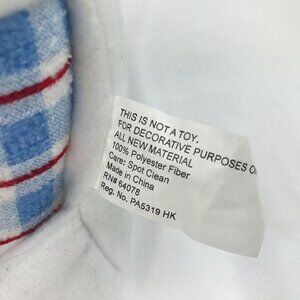 THIS IS NOT A TOY.
FOR DECORATIVE PURPOSES
ALL NEW MATERIAL
100% Polyester Fiber
Care: Spot Clean
Made in China
RN# 64078
Reg. No. PA5319 HK